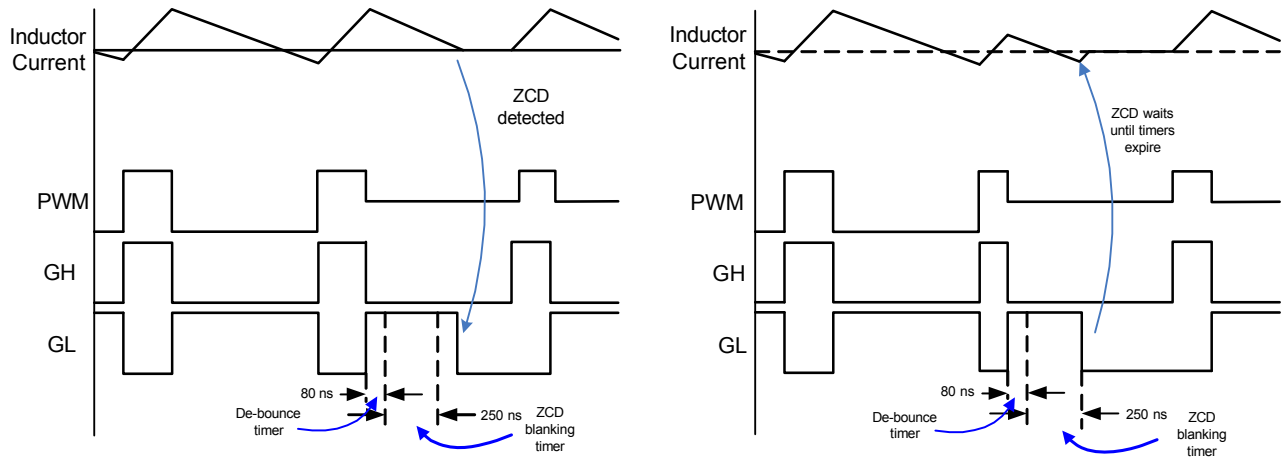 Inductor
Current
ZCD
detected
PWM
GH
GL
80 ns
De-bounce
timer
250 ns
ZCD
blanking
timer
Inductor
Current
ZCD waits
until timers
expire
PWM
GH
GL
80 ns
De-bounce
timer
250 ns
ZCD
blanking
timer